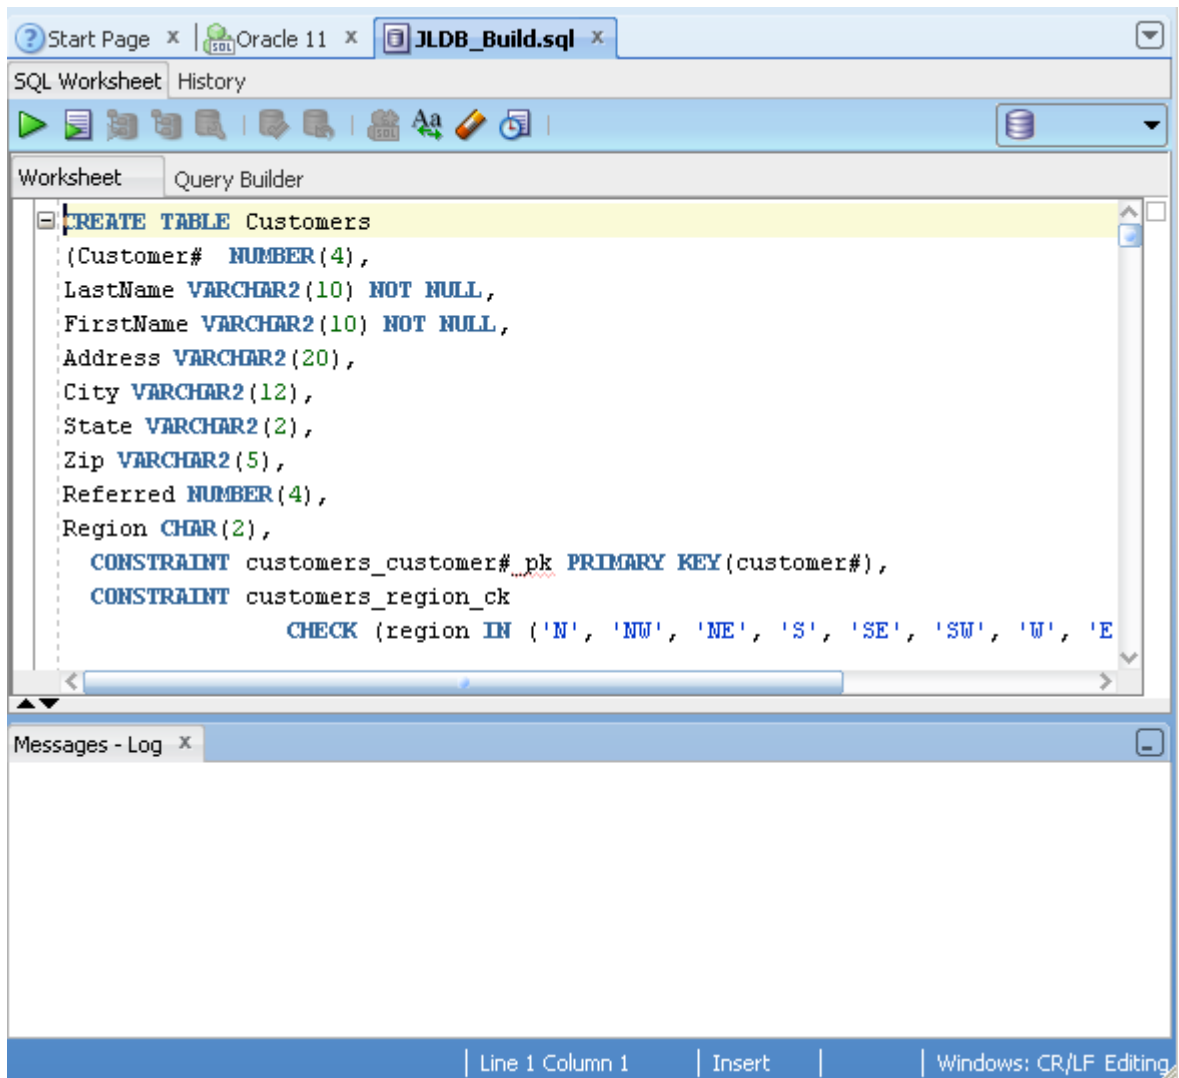 Start Page x Oracle 11 x JLDB_Build.sql x
SQL Worksheet History
Aa
Worksheet Query Builder
CREATE TABLE Customers
(Customer#  NUMBER(4),
LastName VARCHAR2(10) NOT NULL,
FirstName VARCHAR2(10) NOT NULL,
Address VARCHAR2(20),
City VARCHAR2(12),
State VARCHAR2(2),
Zip VARCHAR2(5),
Referred NUMBER(4),
Region CHAR(2),
  CONSTRAINT customers_customer#_pk PRIMARY KEY(customer#),
  CONSTRAINT customers_region_ck
                CHECK (region IN ('N', 'NW', 'NE', 'S', 'SE', 'SW', 'W', 'E
Messages - Log x
Line 1 Column 1 Insert Windows: CR/LF Editing